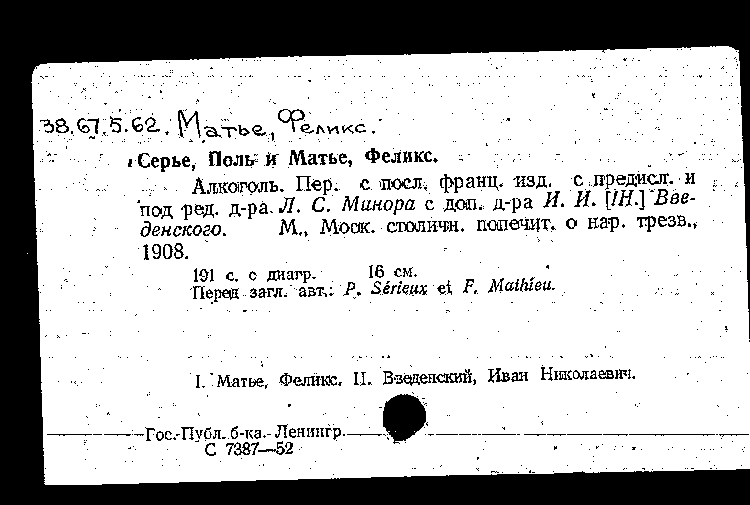 38.67.5.62. Матье, Феликс.
Серье, Поль и Матье, Феликс.
Алкоголь. Пер. с посл. франц. изд. с предисл. и
под ред. д-ра Л. С. Минора с доп. д-ра И. И. [!Н.] Вве-
денского. М., Моск. столичн. попечит. о нар. трезв.,
1908.
191 с. с диагр. 16 см.
Перед загл. авт.: P. Sérieux et F. Mathieu.
I. Матье, Феликс. II. Введенский, Иван Николаевич.
Гос. Публ. б-ка. Ленингр.
С 7387—52